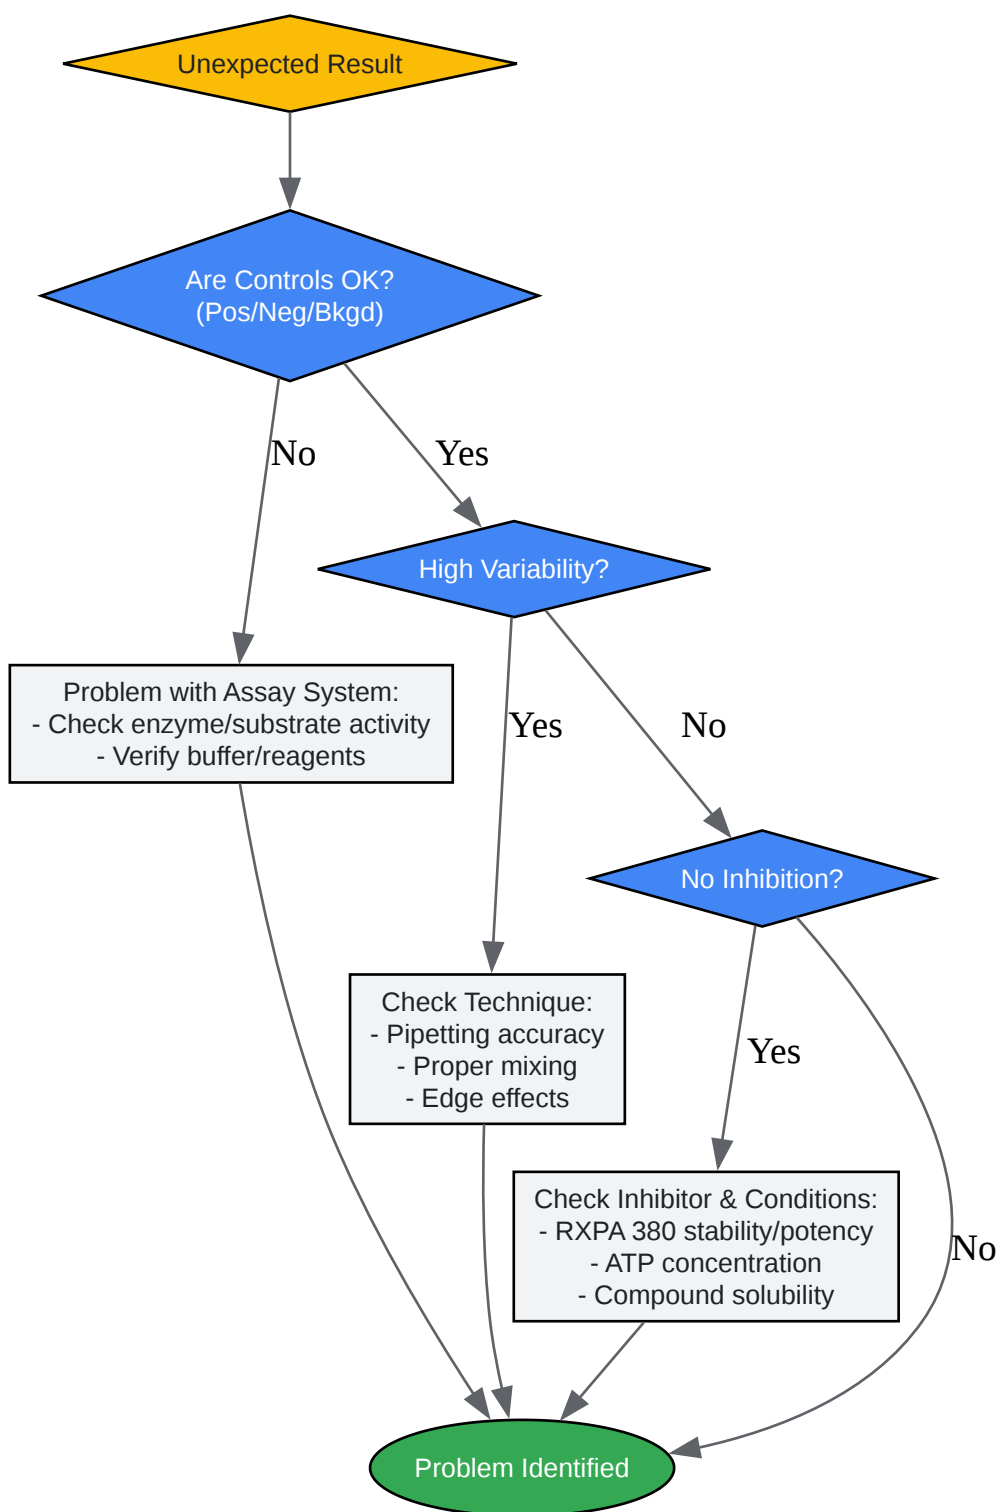 Unexpected Result
Are Controls OK?
(Pos/Neg/Bkgd)
No
Yes
High Variability?
Problem with Assay System:
- Check enzyme/substrate activity
- Verify buffer/reagents
Yes
No
No Inhibition?
Check Technique:
- Pipetting accuracy
- Proper mixing
- Edge effects
Yes
Check Inhibitor & Conditions:
- RXPA 380 stability/potency
- ATP concentration
- Compound solubility
No
Problem Identified